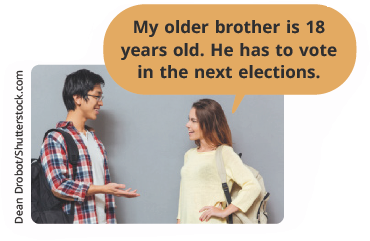 My older brother is 18
years old. He has to vote
in the next elections.
Dean Drobot/Shutterstock.com